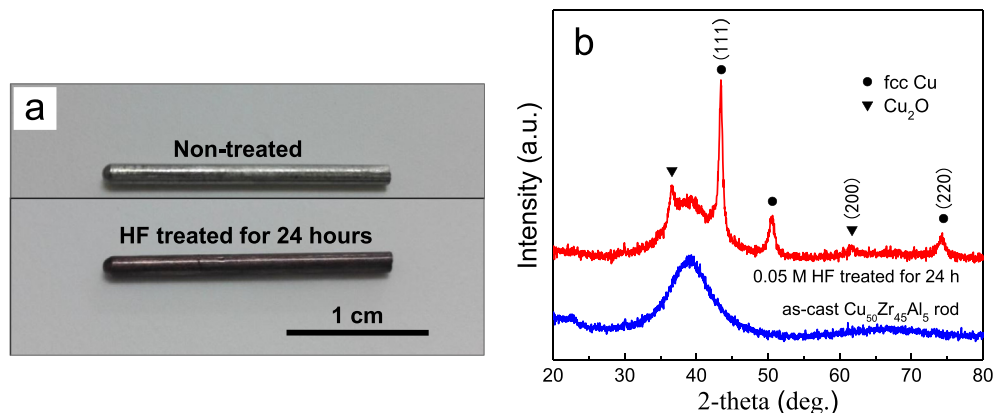 a
Non-treated
HF treated for 24 hours
1 cm
b
(111)
(200)
(220)
● fcc Cu
▼ Cu₂O
0.05 M HF treated for 24 h
as-cast Cu₅₀Zr₄₅Al₅ rod
Intensity (a.u.)
20 30 40 50 60 70 80
2-theta (deg.)